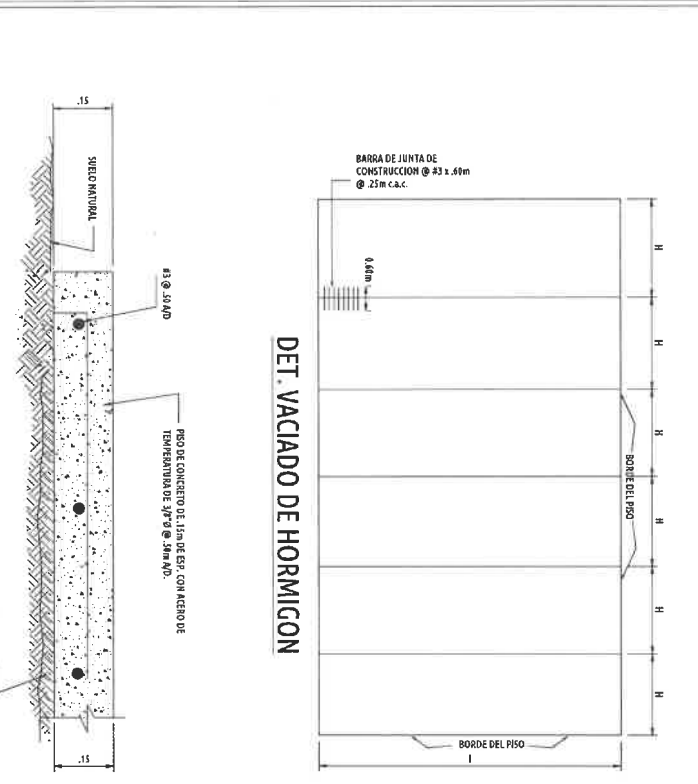 BARRA DE JUNTA DE
CONSTRUCCION @ #3 x .60m
@ .25m c.a.c.
0.60m
H
H
H
H
H
H
BORDE DEL PISO
BORDE DEL PISO
DET. VACIADO DE HORMIGON
.15
SUELO NATURAL
#3 @ .50 A/D
PISO DE CONCRETO DE .15m DE ESP. CON ACERO DE
TEMPERATURA DE 3/8"Ø @ .50m A/D.
.15